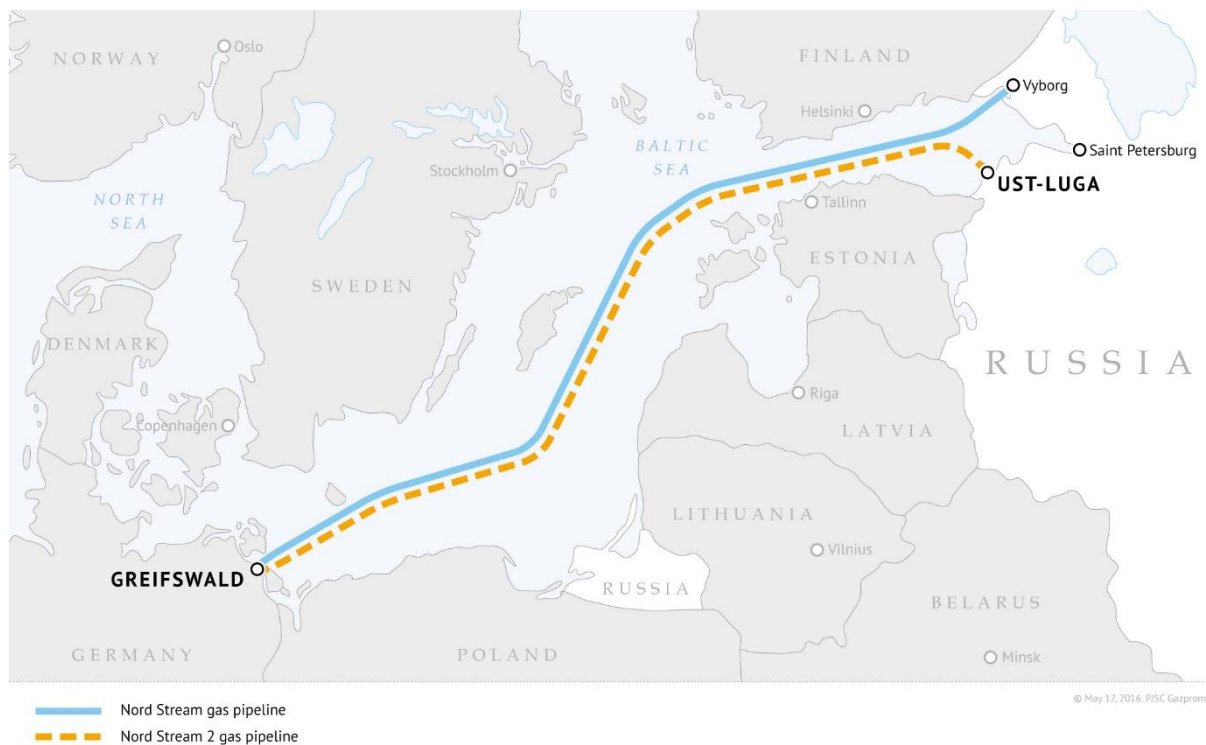 Oslo
NORWAY
FINLAND
Vyborg
Helsinki
BALTIC
SEA
Saint Petersburg
Stockholm
UST-LUGA
NORTH
SEA
Tallinn
ESTONIA
SWEDEN
DENMARK
RUSSIA
Riga
Copenhagen
LATVIA
LITHUANIA
Vilnius
GREIFSWALD
RUSSIA
BELARUS
GERMANY
POLAND
Minsk
© May 17, 2016. PJSC Gazprom
Nord Stream gas pipeline
Nord Stream 2 gas pipeline